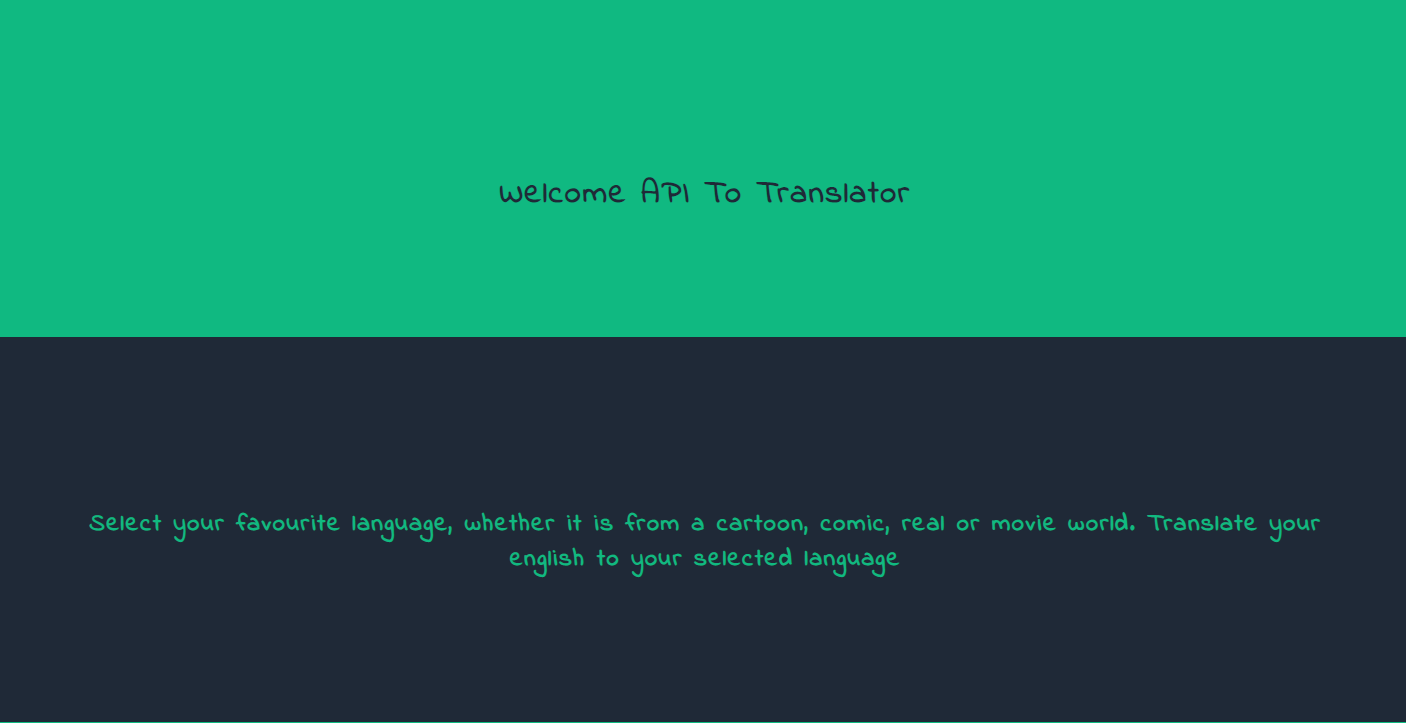 Welcome API To Translator
Select your favourite language, whether it is from a cartoon, comic, real or movie world. Translate your
english to your selected language